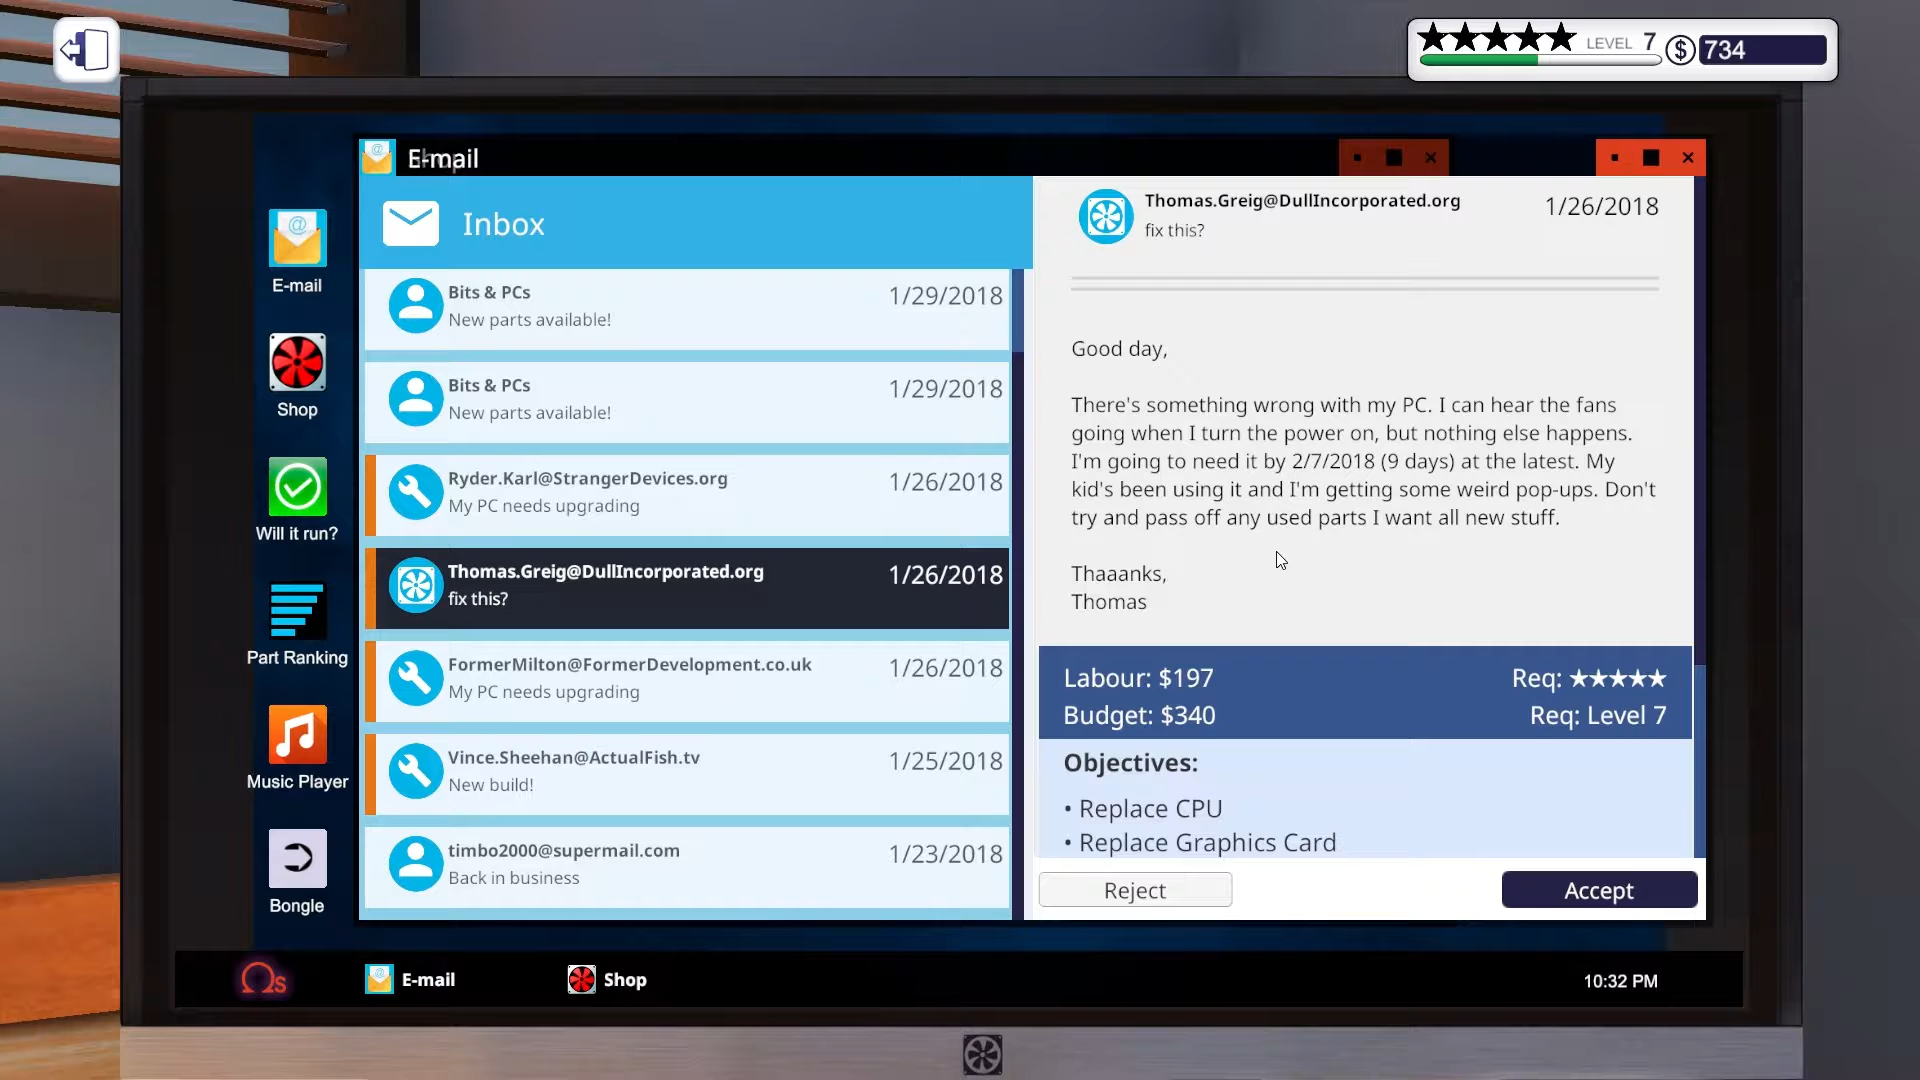 ★★★★★ LEVEL 7 $ 734
E-mail
Inbox
Bits & PCs
1/29/2018
New parts available!
Bits & PCs
1/29/2018
New parts available!
Ryder.Karl@StrangerDevices.org
1/26/2018
My PC needs upgrading
Thomas.Greig@DullIncorporated.org
1/26/2018
fix this?
FormerMilton@FormerDevelopment.co.uk
1/26/2018
My PC needs upgrading
Vince.Sheehan@ActualFish.tv
1/25/2018
New build!
timbo2000@supermail.com
1/23/2018
Back in business
Thomas.Greig@DullIncorporated.org
1/26/2018
fix this?
Good day,
There's something wrong with my PC. I can hear the fans
going when I turn the power on, but nothing else happens.
I'm going to need it by 2/7/2018 (9 days) at the latest. My
kid's been using it and I'm getting some weird pop-ups. Don't
try and pass off any used parts I want all new stuff.
Thaaanks,
Thomas
Labour: $197
Req: ★★★★★
Budget: $340
Req: Level 7
Objectives:
• Replace CPU
• Replace Graphics Card
Reject
Accept
E-mail
Shop
Will it run?
Part Ranking
Music Player
Bongle
Ωs
E-mail
Shop
10:32 PM